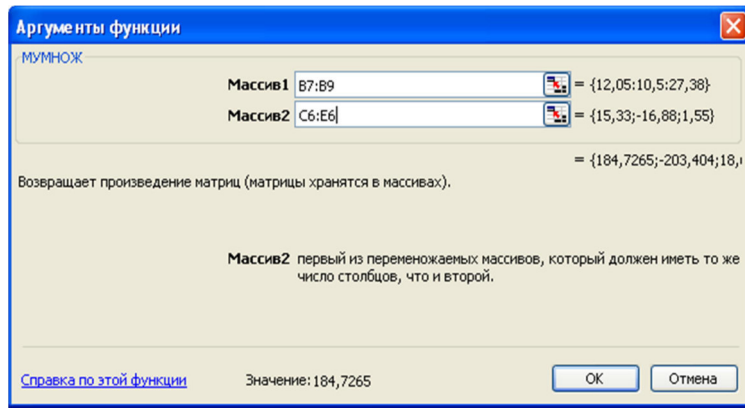 Аргументы функции
МУМНОЖ
Массив1 B7:B9 = {12,05:10,5:27,38}
Массив2 C6:E6 = {15,33;-16,88;1,55}
= {184,7265;-203,404;18,
Возвращает произведение матриц (матрицы хранятся в массивах).
Массив2 первый из перемножаемых массивов, который должен иметь то же
число столбцов, что и второй.
Справка по этой функции Значение: 184,7265 OK Отмена